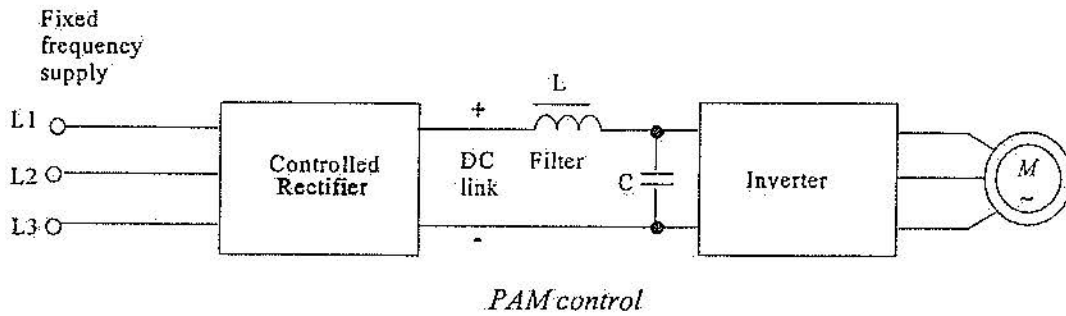 Fixed
frequency
supply
L1
L2
L3
Controlled
Rectifier
+
DC
link
-
L
Filter
C
Inverter
M
~
PAM control